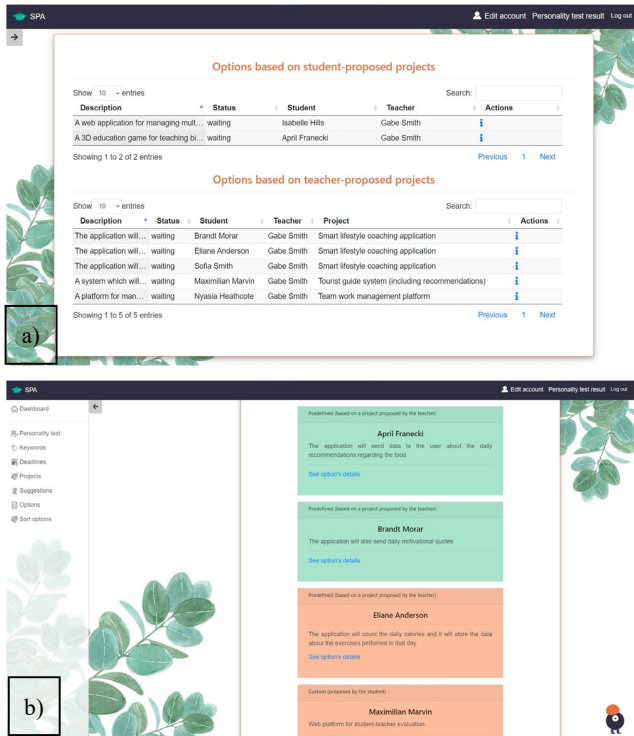 SPA Edit account Personality test result Log out
Options based on student-proposed projects
Show 10 entries Search:
Description Status Student Teacher Actions
A web application for managing mult... waiting Isabelle Hills Gabe Smith
A 3D education game for teaching bi... waiting April Franecki Gabe Smith
Showing 1 to 2 of 2 entries Previous 1 Next
Options based on teacher-proposed projects
Show 10 entries Search:
Description Status Student Teacher Project Actions
The application will... waiting Brandt Morar Gabe Smith Smart lifestyle coaching application
The application will... waiting Eliane Anderson Gabe Smith Smart lifestyle coaching application
The application will... waiting Sofia Smith Gabe Smith Smart lifestyle coaching application
A system which will... waiting Maximilian Marvin Gabe Smith Tourist guide system (including recommendations)
A platform for man... waiting Nyasia Heathcote Gabe Smith Team work management platform
Showing 1 to 5 of 5 entries Previous 1 Next
a)
SPA Edit account Personality test result Log out
Dashboard
Personality test
Keywords
Deadlines
Projects
Suggestions
Options
Sort options
Predefined (based on a project proposed by the teacher)
April Franecki
The application will send data to the user about the daily
recommendations regarding the food
See option's details
Predefined (based on a project proposed by the teacher)
Brandt Morar
The application will also send daily motivational quotes
See option's details
Predefined (based on a project proposed by the teacher)
Eliane Anderson
The application will count the daily calories and it will store the data
about the exercises performed in that day
See option's details
Custom (proposed by the student)
Maximilian Marvin
Web platform for student-teacher evaluation.
b)